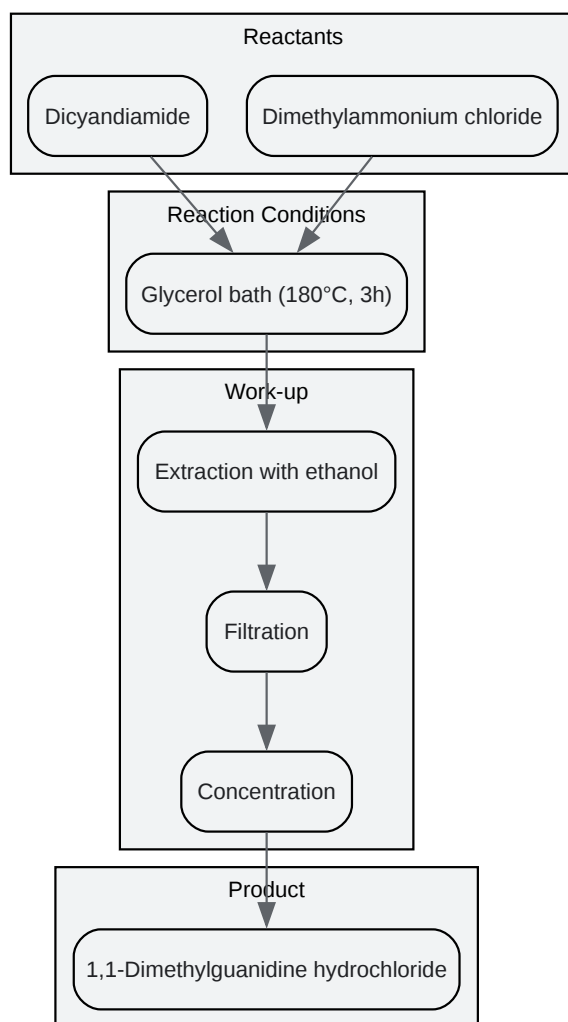 Reactants
Dicyandiamide
Dimethylammonium chloride
Reaction Conditions
Glycerol bath (180°C, 3h)
Work-up
Extraction with ethanol
Filtration
Concentration
Product
1,1-Dimethylguanidine hydrochloride